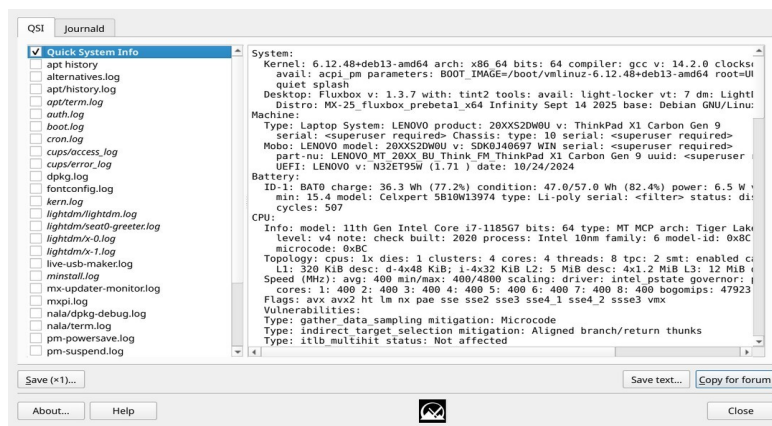 QSI
Journald
Quick System Info
apt history
alternatives.log
apt/history.log
apt/term.log
auth.log
boot.log
cron.log
cups/access_log
cups/error_log
dpkg.log
fontconfig.log
kern.log
lightdm/lightdm.log
lightdm/seat0-greeter.log
lightdm/x-0.log
lightdm/x-1.log
live-usb-maker.log
minstall.log
mx-updater-monitor.log
mxpi.log
nala/dpkg-debug.log
nala/term.log
pm-powersave.log
pm-suspend.log
System:
Kernel: 6.12.48+deb13-amd64 arch: x86_64 bits: 64 compiler: gcc v: 14.2.0
avail: acpi_pm parameters: BOOT_IMAGE=/boot/vmlinuz-6.12.48+deb13-amd64
quiet splash
Desktop: Fluxbox v: 1.3.7 with: tint2 tools: avail: light-locker vt: 7 dm:
Distro: MX-25_fluxbox_prebeta1_x64 Infinity Sept 14 2025 base: Debian
Machine:
Type: Laptop System: LENOVO product: 20XXS2DW0U v: ThinkPad X1 Carbon Gen 9
serial: <superuser required> Chassis: type: 10 serial: <superuser required>
Mobo: LENOVO model: 20XXS2DW0U v: SDK0J40697 WIN serial: <superuser required>
part-nu: LENOVO_MT_20XX_BU_Think_FM_ThinkPad X1 Carbon Gen 9 uuid: <superuser
UEFI: LENOVO v: N32ET95W (1.71 ) date: 10/24/2024
Battery:
ID-1: BAT0 charge: 36.3 Wh (77.2%) condition: 47.0/57.0 Wh (82.4%) power: 6.5 W
min: 15.4 model: Celxpert 5B10W13974 type: Li-poly serial: <filter> status:
cycles: 507
CPU:
Info: model: 11th Gen Intel Core i7-1185G7 bits: 64 type: MT MCP arch: Tiger
level: v4 note: check built: 2020 process: Intel 10nm family: 6 model-id: 0x8C
microcode: 0xBC
Topology: cpus: 1x dies: 1 clusters: 4 cores: 4 threads: 8 tpc: 2 smt: enabled
L1: 320 KiB desc: d-4x48 KiB; i-4x32 KiB L2: 5 MiB desc: 4x1.2 MiB L3: 12 MiB
Speed (MHz): avg: 400 min/max: 400/4800 scaling: driver: intel_pstate governor:
cores: 1: 400 2: 400 3: 400 4: 400 5: 400 6: 400 7: 400 8: 400 bogomips: 47923
Flags: avx avx2 ht lm nx pae sse sse2 sse3 sse4_1 sse4_2 ssse3 vmx
Vulnerabilities:
Type: gather_data_sampling mitigation: Microcode
Type: indirect_target_selection mitigation: Aligned branch/return thunks
Type: itlb_multihit status: Not affected
Save (×1)...
Save text...
Copy for forum
About...
Help
Close